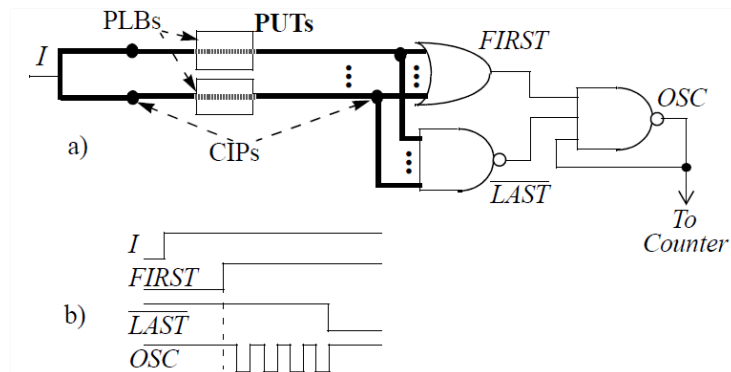 PLBs
PUTs
I
FIRST
OSC
a)
CIPs
LAST
To
Counter
I
FIRST
b)
LAST
OSC